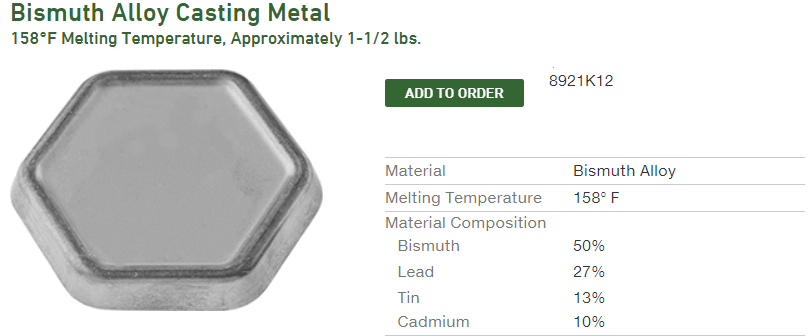 Bismuth Alloy Casting Metal
158°F Melting Temperature, Approximately 1-1/2 lbs.
ADD TO ORDER
8921K12
Material Bismuth Alloy
Melting Temperature 158° F
Material Composition
Bismuth 50%
Lead 27%
Tin 13%
Cadmium 10%